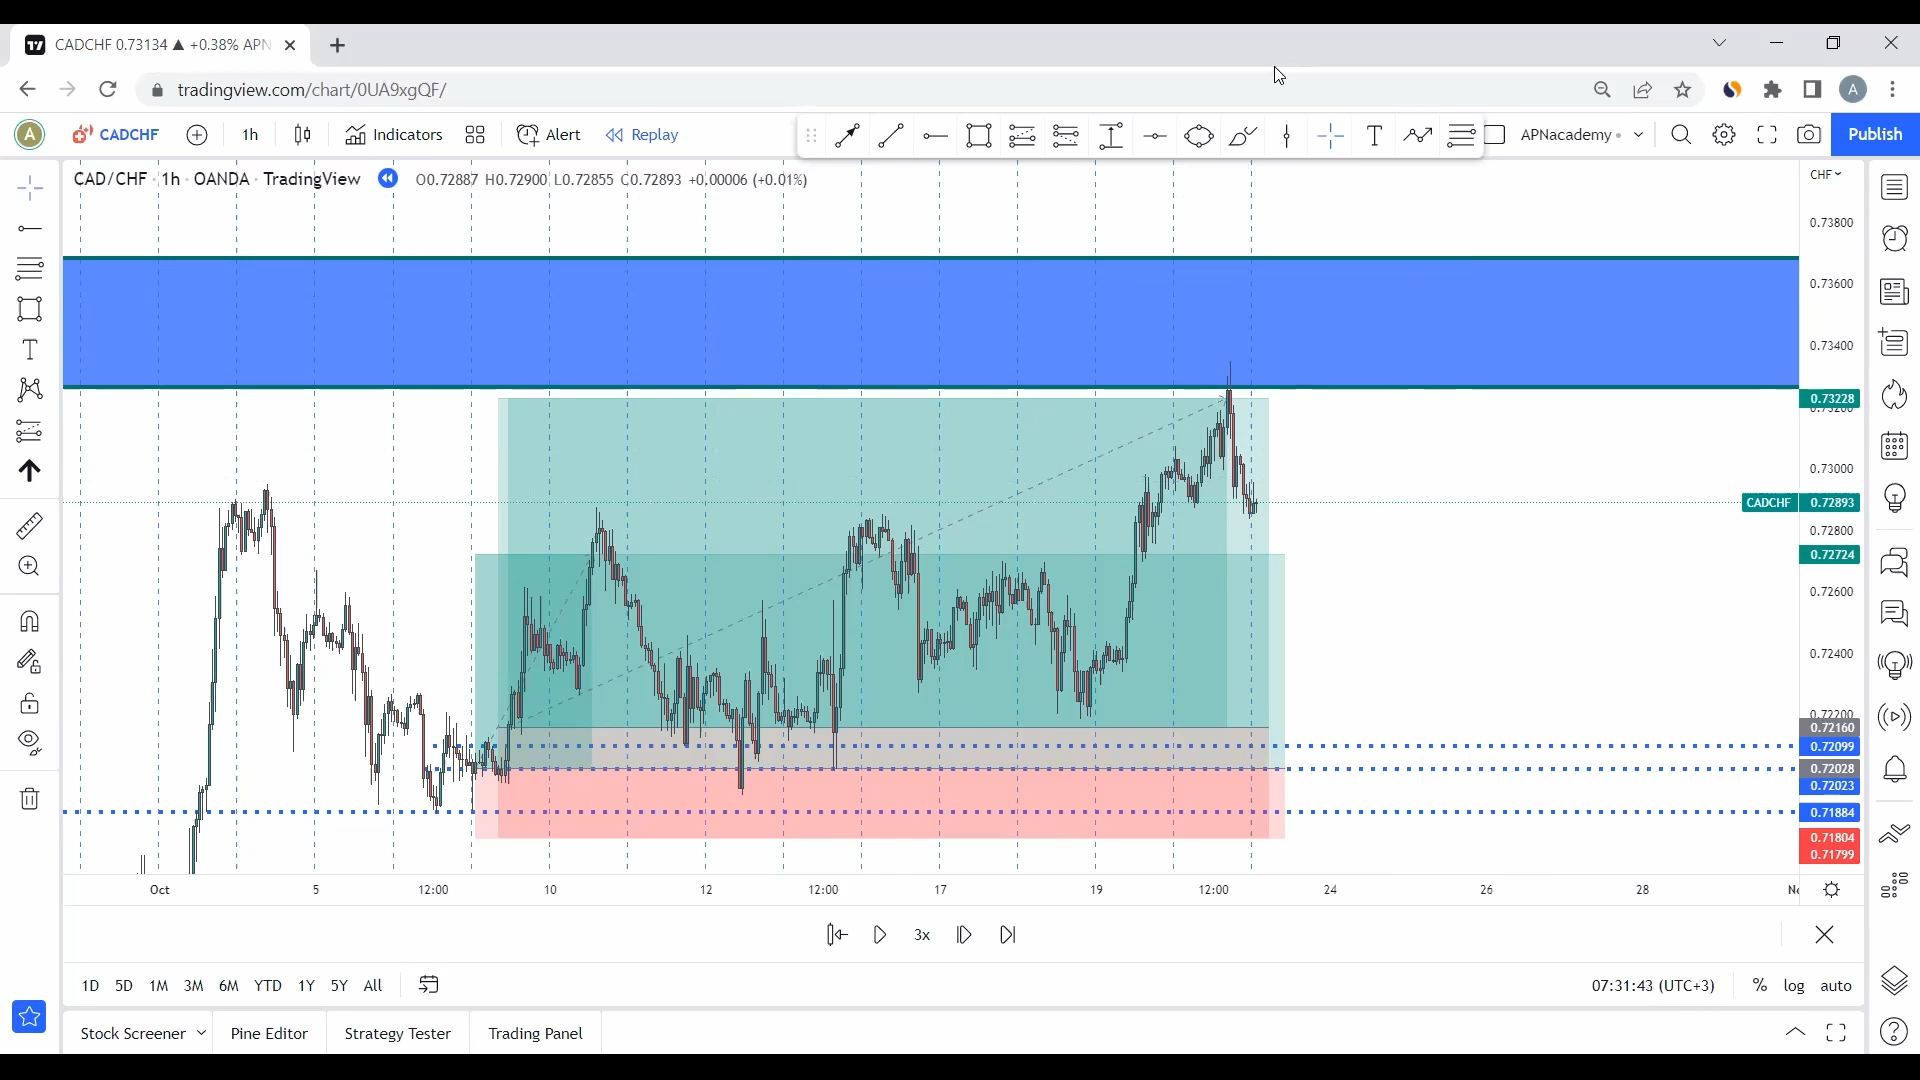 CADCHF 0.73134 ▲ +0.38% APN
tradingview.com/chart/0UA9xgQF/
A
A
CADCHF
1h
Indicators
Alert
Replay
T
APNacademy
Publish
CAD/CHF · 1h · OANDA · TradingView
O0.72887 H0.72900 L0.72855 C0.72893 +0.00006 (+0.01%)
CHF
0.73800
0.73600
0.73400
0.73228
0.73200
0.73000
CADCHF 0.72893
0.72800
0.72724
0.72600
0.72400
0.72200
0.72160
0.72099
0.72028
0.72023
0.71884
0.71804
0.71799
Oct 5 12:00 10 12 12:00 17 19 12:00 24 26 28
3x
1D 5D 1M 3M 6M YTD 1Y 5Y All
07:31:43 (UTC+3) % log auto
Stock Screener Pine Editor Strategy Tester Trading Panel